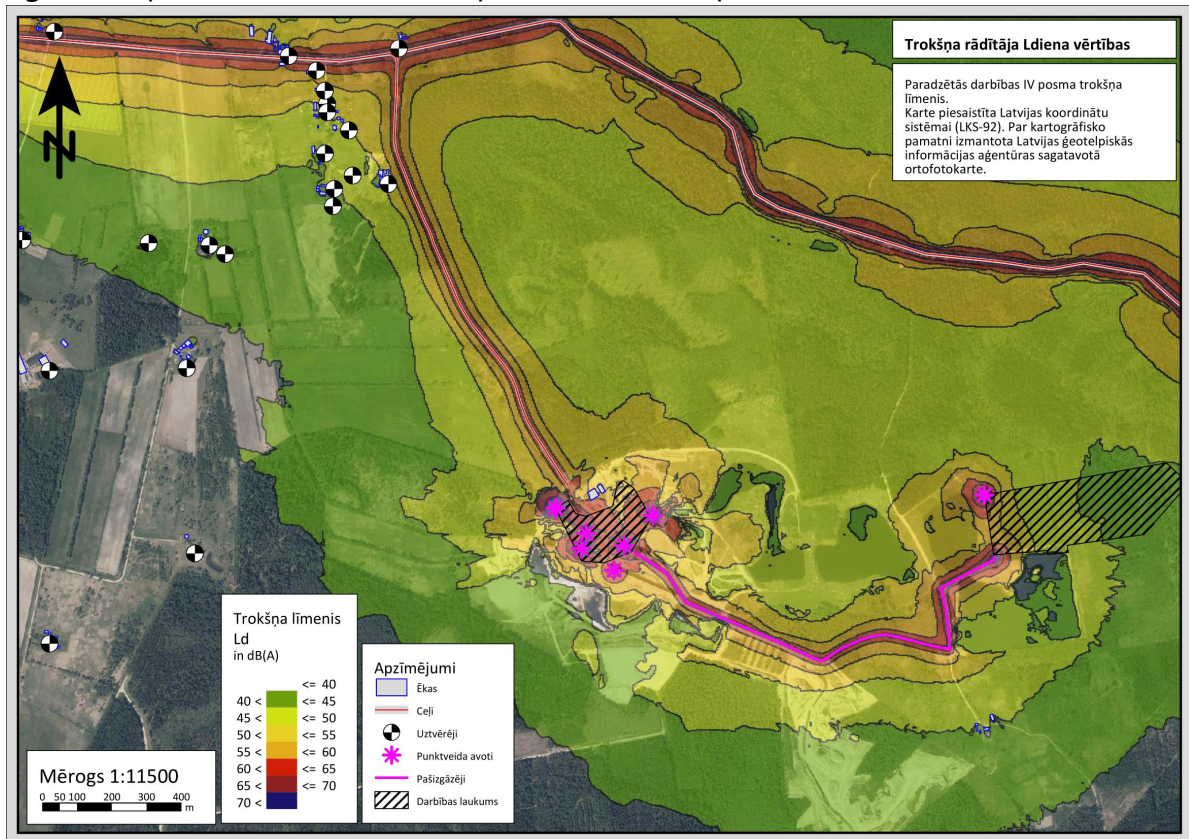 Trokšņa rādītāja Ldiena vērtības
Paradzētās darbības IV posma trokšņa
līmenis.
Karte piesaistīta Latvijas koordinātu
sistēmai (LKS-92). Par kartogrāfisko
pamatni izmantota Latvijas ģeotelpiskās
informācijas aģentūras sagatavotā
ortofotokarte.
N
Trokšņa līmenis
Ld
in dB(A)
<= 40
40 < <= 45
45 < <= 50
50 < <= 55
55 < <= 60
60 < <= 65
65 < <= 70
70 <
Apzīmējumi
Ēkas
Ceļi
Uztvērēji
Punktveida avoti
Pašizgāzēji
Darbības laukums
Mērogs 1:11500
0 50 100 200 300 400
m